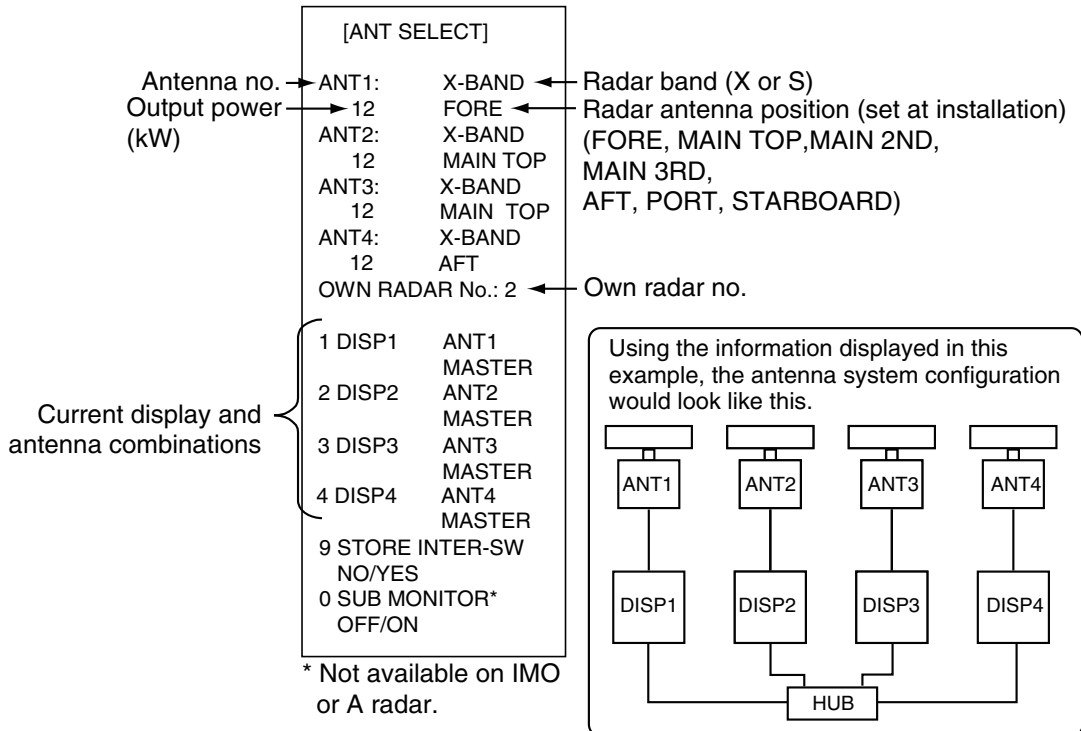 [ANT SELECT]
Antenna no.
ANT1: X-BAND
Radar band (X or S)
Output power
(kW)
12 FORE
Radar antenna position (set at installation)
(FORE, MAIN TOP,MAIN 2ND,
MAIN 3RD,
AFT, PORT, STARBOARD)
ANT2: X-BAND
12 MAIN TOP
ANT3: X-BAND
12 MAIN TOP
ANT4: X-BAND
12 AFT
OWN RADAR No.: 2
Own radar no.
Current display and
antenna combinations
1 DISP1 ANT1
MASTER
2 DISP2 ANT2
MASTER
3 DISP3 ANT3
MASTER
4 DISP4 ANT4
MASTER
9 STORE INTER-SW
NO/YES
0 SUB MONITOR*
OFF/ON
* Not available on IMO
or A radar.
Using the information displayed in this
example, the antenna system configuration
would look like this.
ANT1 ANT2 ANT3 ANT4
DISP1 DISP2 DISP3 DISP4
HUB